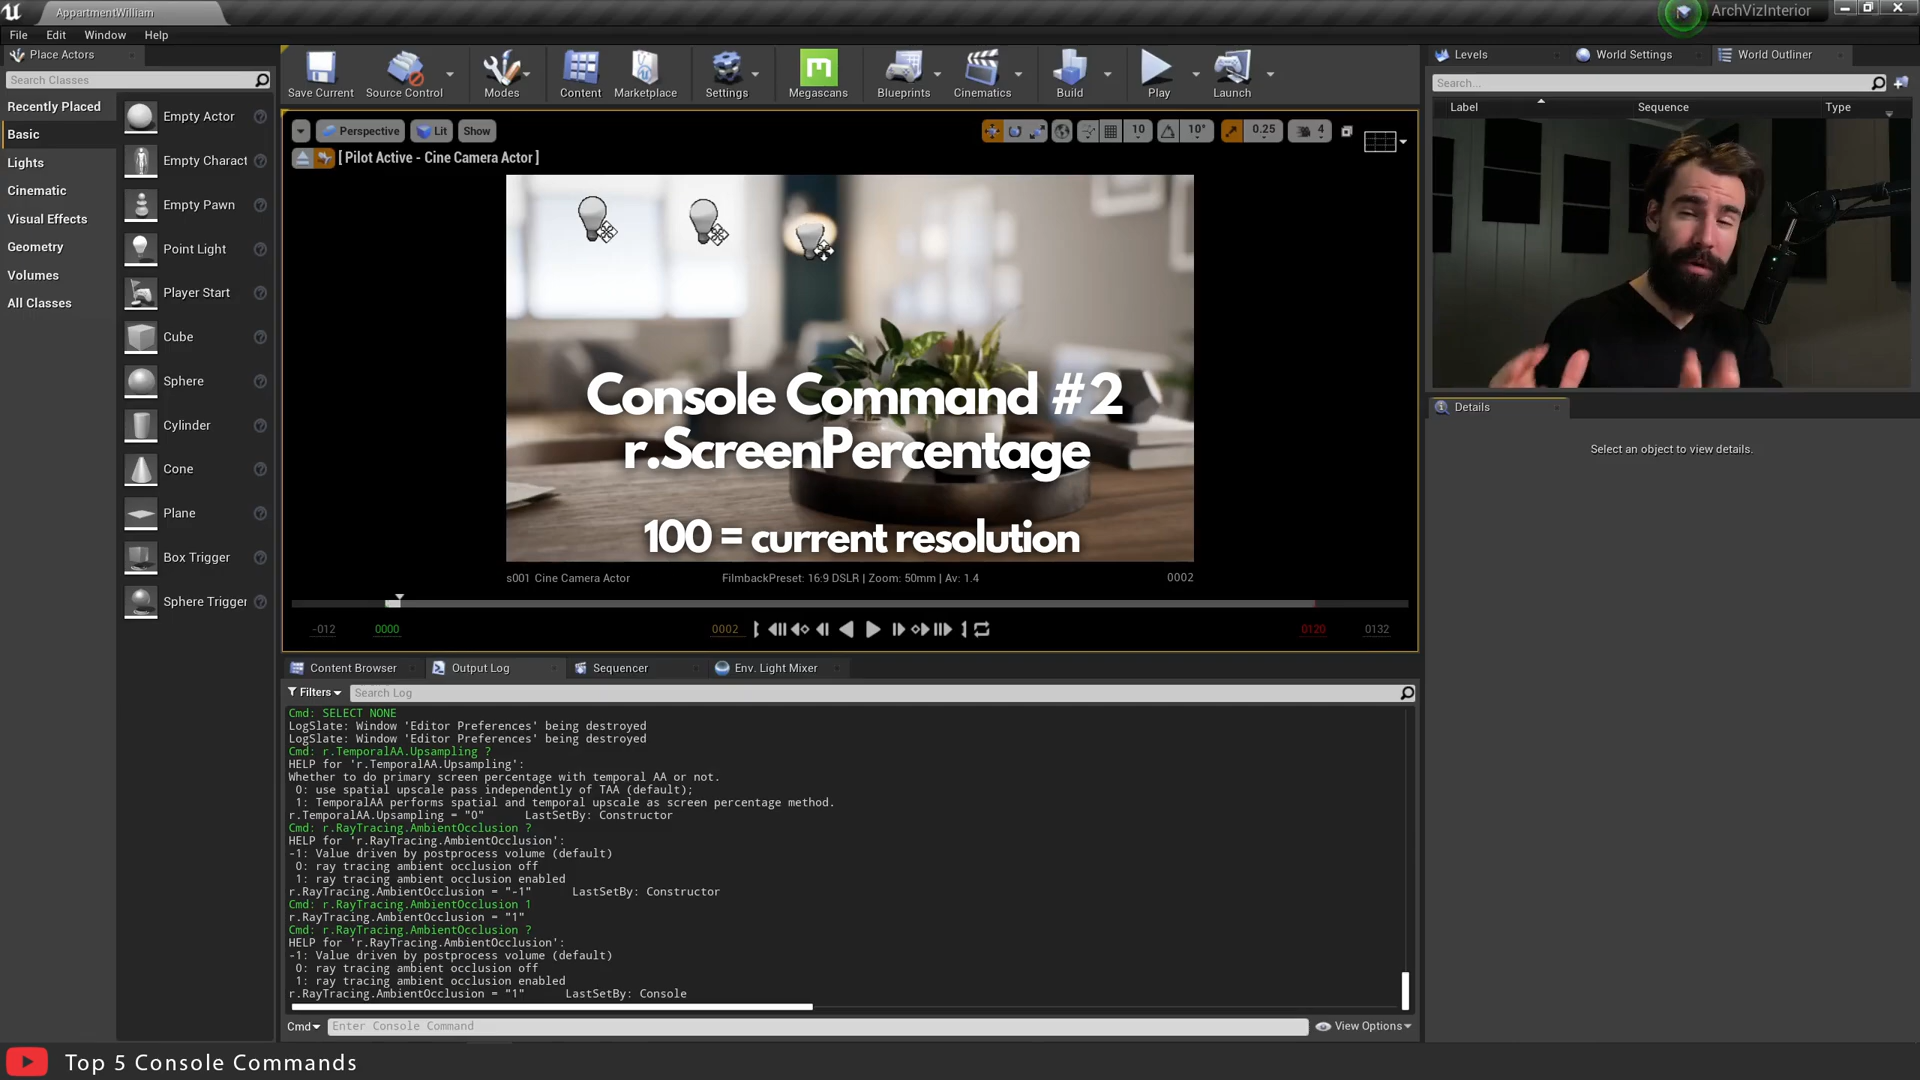 AppartmentWilliam
ArchVizInterior
File Edit Window Help
Place Actors
Search Classes
Recently Placed
Basic
Lights
Cinematic
Visual Effects
Geometry
Volumes
All Classes
Empty Actor
Empty Charact
Empty Pawn
Point Light
Player Start
Cube
Sphere
Cylinder
Cone
Plane
Box Trigger
Sphere Trigger
Save Current
Source Control
Modes
Content
Marketplace
Settings
Megascans
Blueprints
Cinematics
Build
Play
Launch
Perspective Lit Show
10 10° 0.25 4
[ Pilot Active - Cine Camera Actor ]
Console Command #2
r.ScreenPercentage
100 = current resolution
s001 Cine Camera Actor FilmbackPreset: 16:9 DSLR | Zoom: 50mm | Av: 1.4 0002
-012 0000 0002 0120 0132
Content Browser Output Log Sequencer Env. Light Mixer
Filters Search Log
Cmd: SELECT NONE
LogSlate: Window 'Editor Preferences' being destroyed
LogSlate: Window 'Editor Preferences' being destroyed
Cmd: r.TemporalAA.Upsampling ?
HELP for 'r.TemporalAA.Upsampling':
Whether to do primary screen percentage with temporal AA or not.
0: use spatial upscale pass independently of TAA (default);
1: TemporalAA performs spatial and temporal upscale as screen percentage method.
r.TemporalAA.Upsampling = "0" LastSetBy: Constructor
Cmd: r.RayTracing.AmbientOcclusion ?
HELP for 'r.RayTracing.AmbientOcclusion':
-1: Value driven by postprocess volume (default)
0: ray tracing ambient occlusion off
1: ray tracing ambient occlusion enabled
r.RayTracing.AmbientOcclusion = "-1" LastSetBy: Constructor
Cmd: r.RayTracing.AmbientOcclusion 1
r.RayTracing.AmbientOcclusion = "1"
Cmd: r.RayTracing.AmbientOcclusion ?
HELP for 'r.RayTracing.AmbientOcclusion':
-1: Value driven by postprocess volume (default)
0: ray tracing ambient occlusion off
1: ray tracing ambient occlusion enabled
r.RayTracing.AmbientOcclusion = "1" LastSetBy: Console
Cmd Enter Console Command View Options
Levels World Settings World Outliner
Search...
Label Sequence Type
Details
Select an object to view details.
Top 5 Console Commands